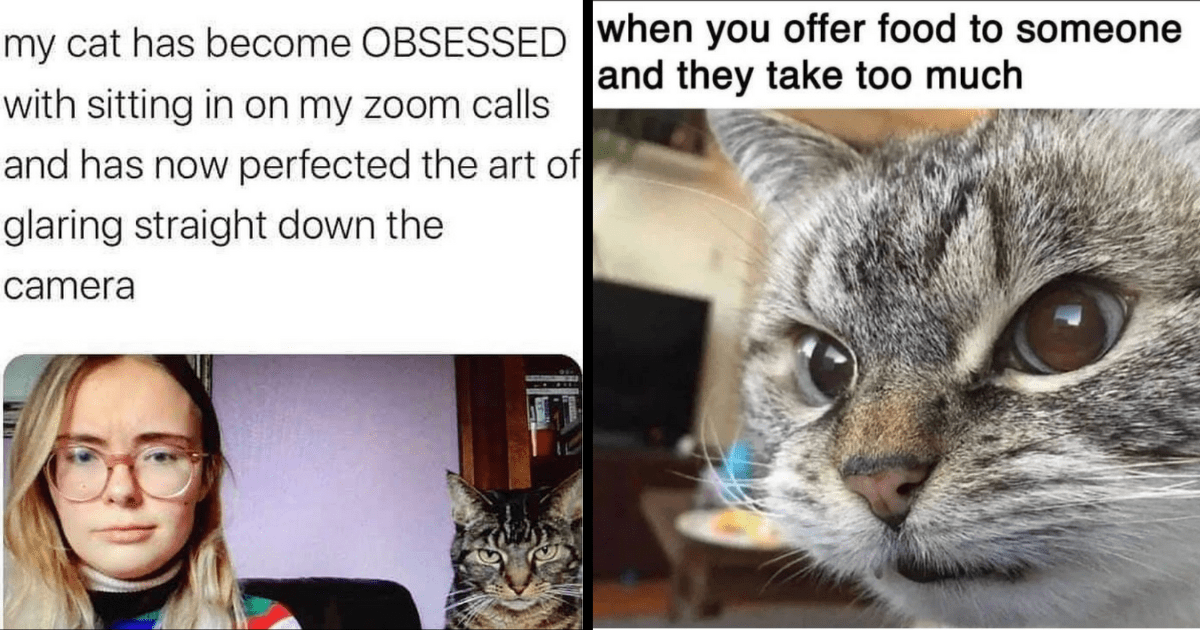 my cat has become OBSESSED
with sitting in on my zoom calls
and has now perfected the art of
glaring straight down the
camera
when you offer food to someone
and they take too much